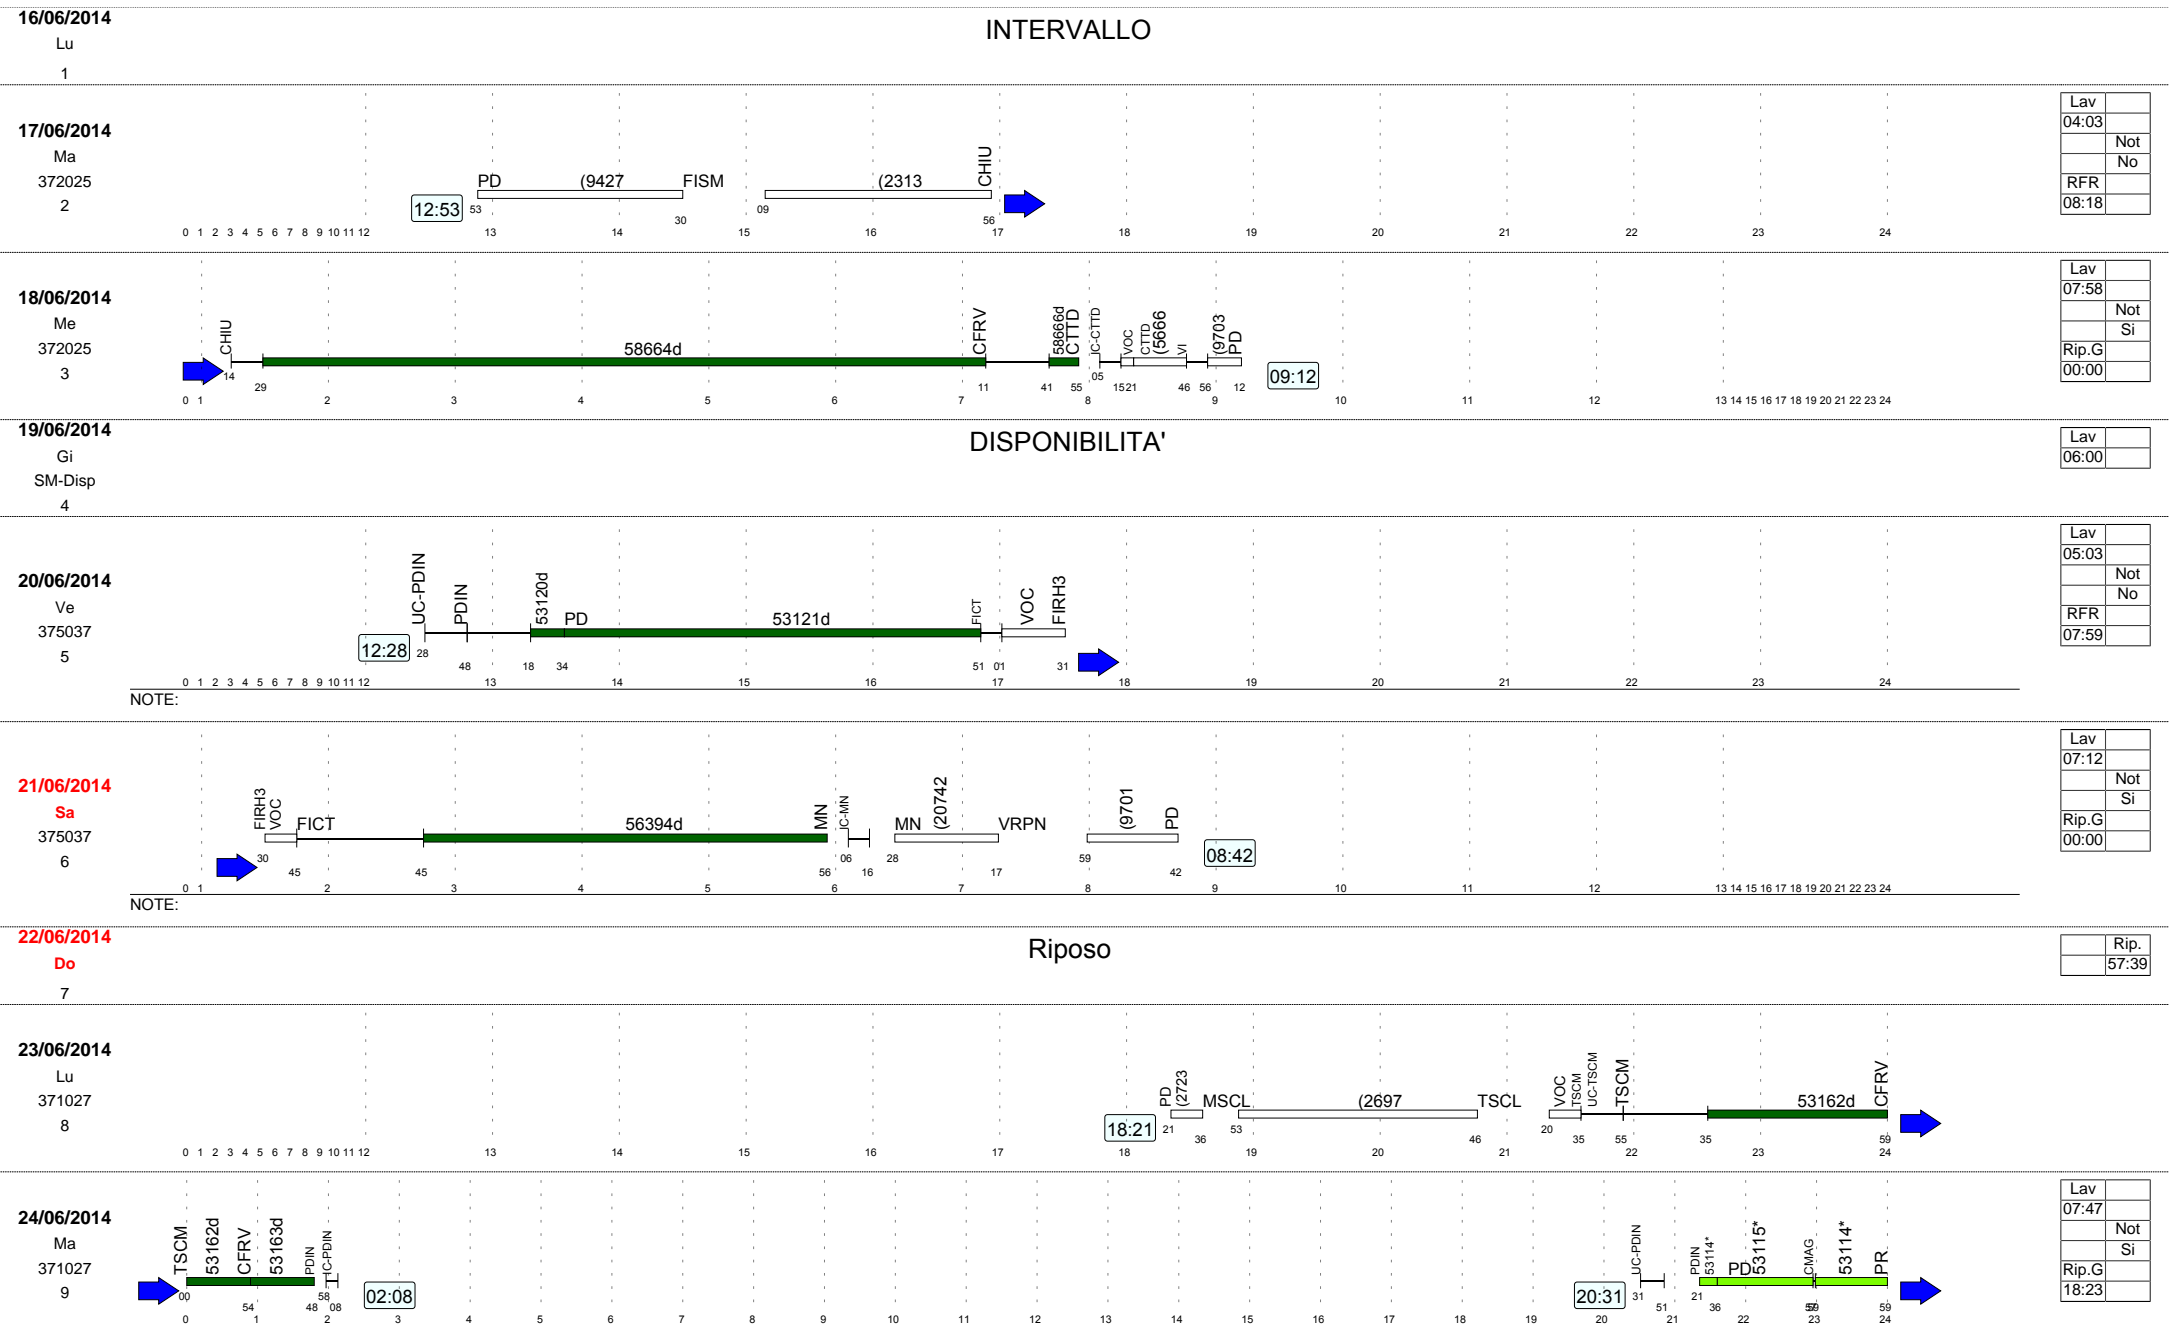 16/06/2014
Lu
1
INTERVALLO
17/06/2014
Ma
372025
2
12:53
PD (9427 FISM (2313 CHIU
53 30 09 56
0 1 2 3 4 5 6 7 8 9 10 11 12 13 14 15 16 17 18 19 20 21 22 23 24
Lav
04:03
Not
No
RFR
08:18
18/06/2014
Me
372025
3
CHIU 58664d CFRV 58666d CTTD IC-CTTD VOC CTTD (5666 VI (9703 PD
14 29 11 41 55 05 15 21 46 56 12
09:12
0 1 2 3 4 5 6 7 8 9 10 11 12 13 14 15 16 17 18 19 20 21 22 23 24
Lav
07:58
Not
Si
Rip.G
00:00
19/06/2014
Gi
SM-Disp
4
DISPONIBILITA'
Lav
06:00
20/06/2014
Ve
375037
5
12:28
UC-PDIN PDIN 53120d PD 53121d FICT VOC FIRH3
28 48 18 34 51 01 31
0 1 2 3 4 5 6 7 8 9 10 11 12 13 14 15 16 17 18 19 20 21 22 23 24
NOTE:
Lav
05:03
Not
No
RFR
07:59
21/06/2014
Sa
375037
6
FIRH3 VOC FICT 56394d MN IC-MN MN (20742 VRPN (9701 PD
30 45 45 56 06 16 28 17 59 42
08:42
0 1 2 3 4 5 6 7 8 9 10 11 12 13 14 15 16 17 18 19 20 21 22 23 24
NOTE:
Lav
07:12
Not
Si
Rip.G
00:00
22/06/2014
Do
7
Riposo
Rip.
57:39
23/06/2014
Lu
371027
8
18:21
PD (2723 MSCL (2697 TSCL VOC TSCM UC-TSCM TSCM 53162d CFRV
21 36 53 46 20 35 55 35 59
0 1 2 3 4 5 6 7 8 9 10 11 12 13 14 15 16 17 18 19 20 21 22 23 24
24/06/2014
Ma
371027
9
TSCM 53162d CFRV 53163d PDIN IC-PDIN
00 54 48 58 08
02:08
20:31
UC-PDIN PDIN 53114* PD 53115* CMAG 53114* PR
31 51 21 36 59 59
0 1 2 3 4 5 6 7 8 9 10 11 12 13 14 15 16 17 18 19 20 21 22 23 24
Lav
07:47
Not
Si
Rip.G
18:23